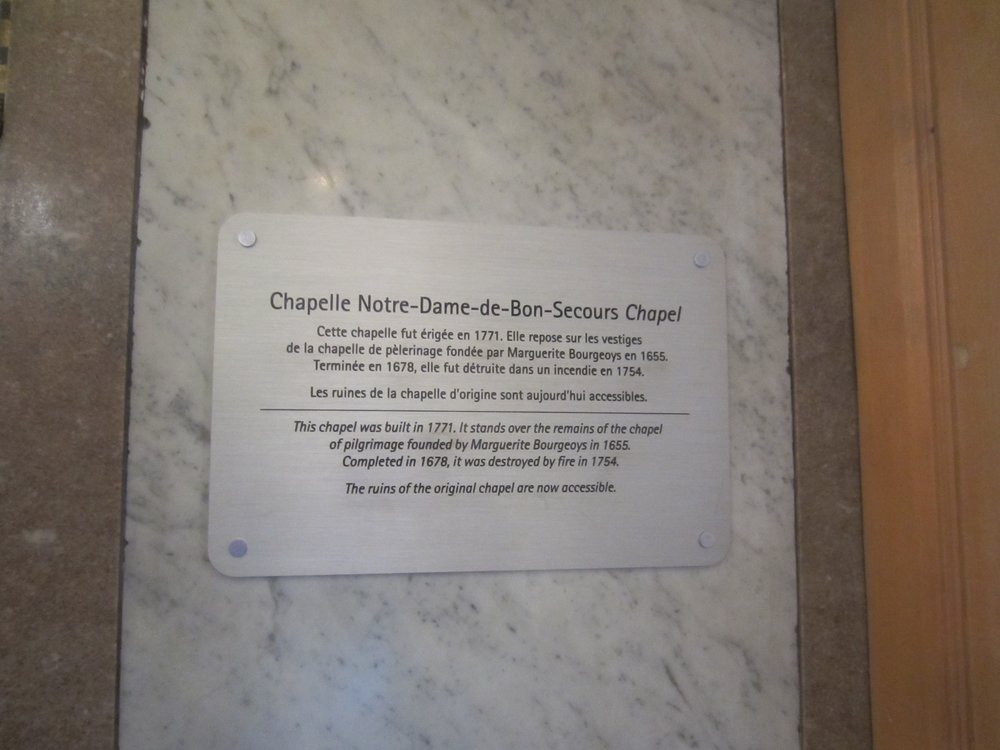 Chapelle Notre-Dame-de-Bon-Secours Chapel
Cette chapelle fut érigée en 1771. Elle repose sur les vestiges
de la chapelle de pèlerinage fondée par Marguerite Bourgeoys en 1655.
Terminée en 1678, elle fut détruite dans un incendie en 1754.
Les ruines de la chapelle d'origine sont aujourd'hui accessibles.
This chapel was built in 1771. It stands over the remains of the chapel
of pilgrimage founded by Marguerite Bourgeoys in 1655.
Completed in 1678, it was destroyed by fire in 1754.
The ruins of the original chapel are now accessible.